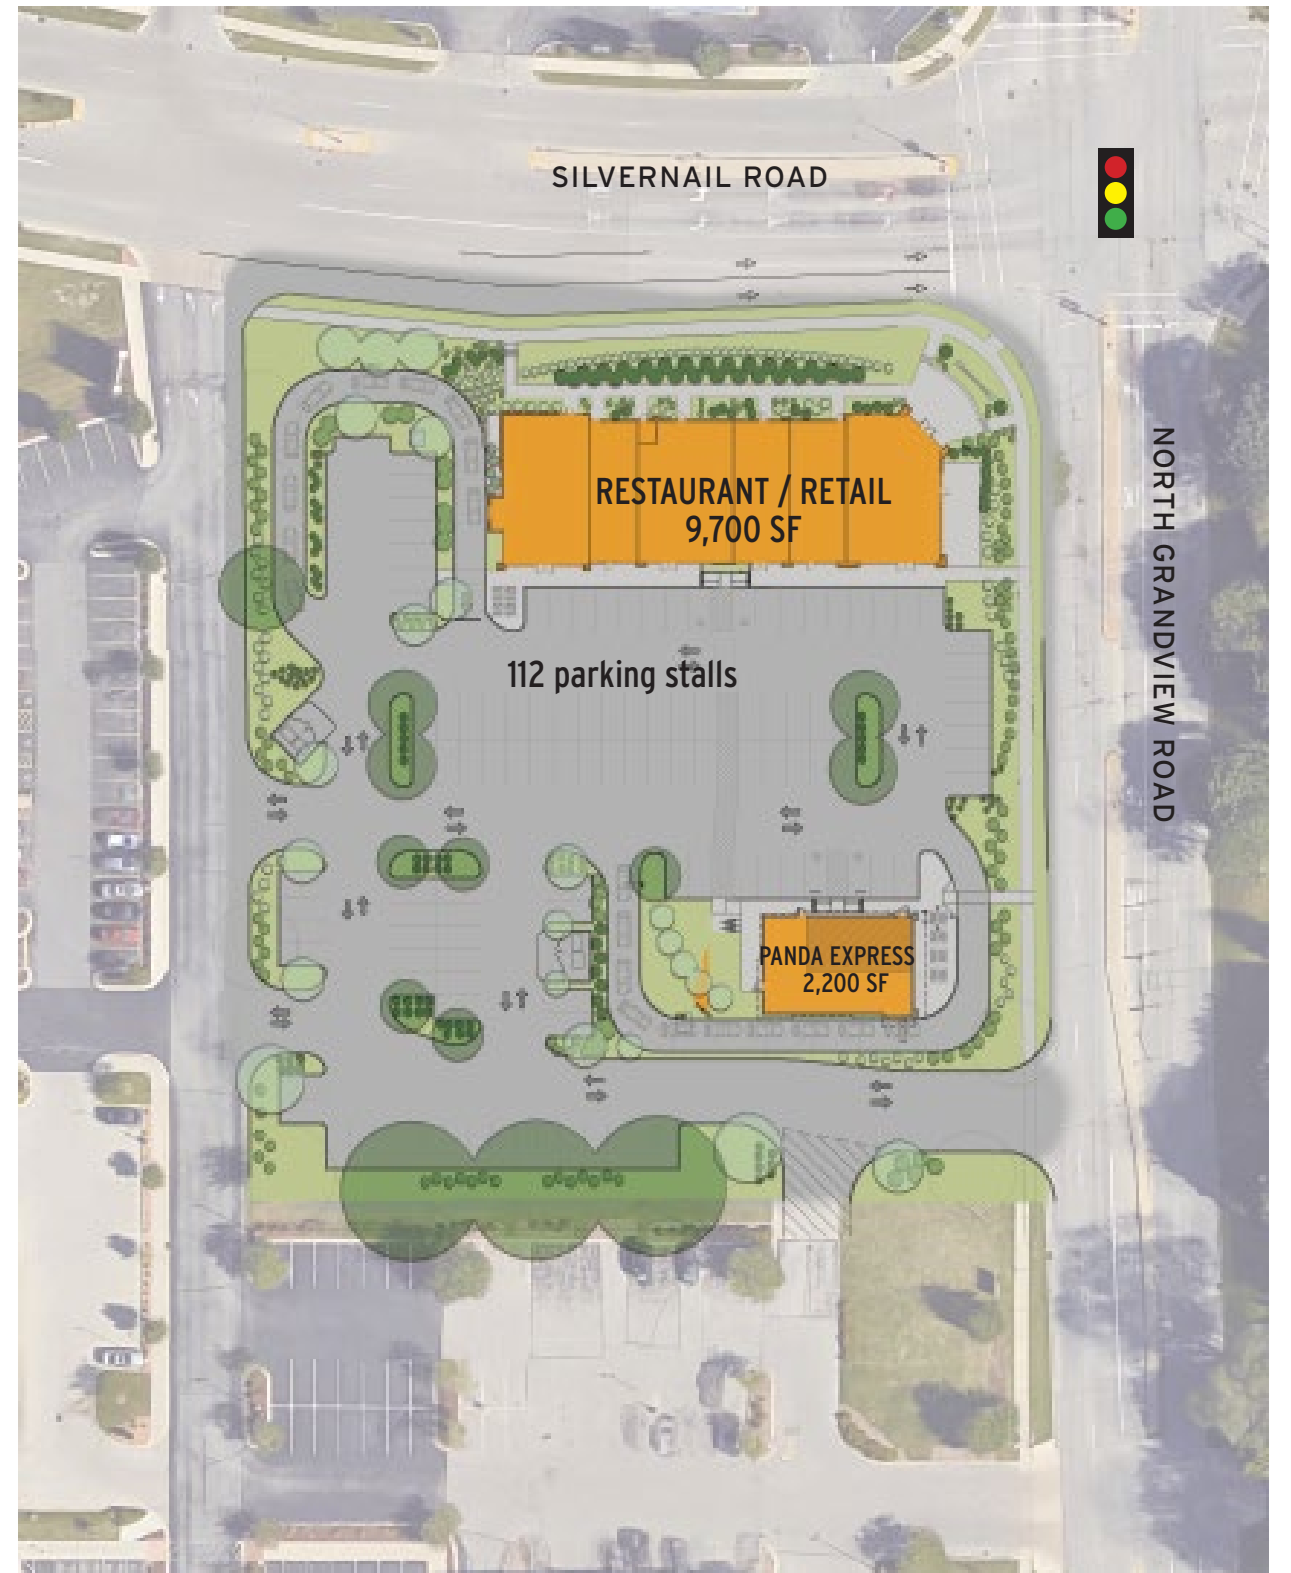 SILVERNAIL ROAD
NORTH GRANDVIEW ROAD
RESTAURANT / RETAIL
9,700 SF
112 parking stalls
PANDA EXPRESS
2,200 SF